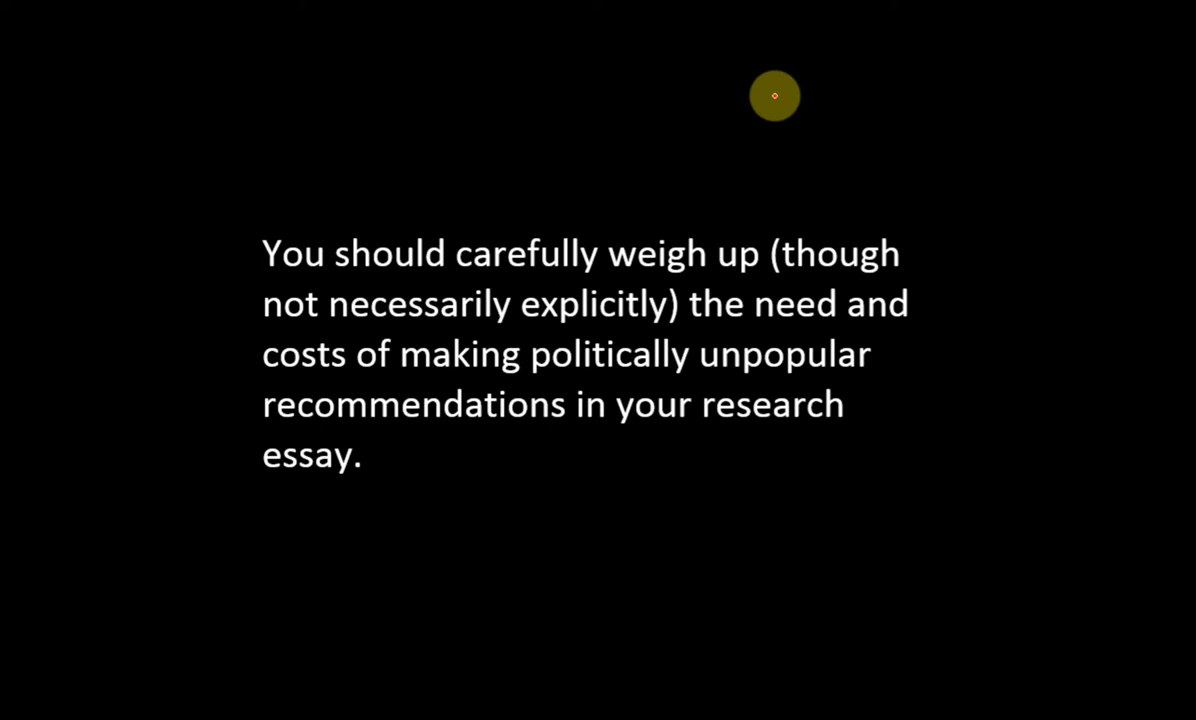 You should carefully weigh up (though
not necessarily explicitly) the need and
costs of making politically unpopular
recommendations in your research
essay.